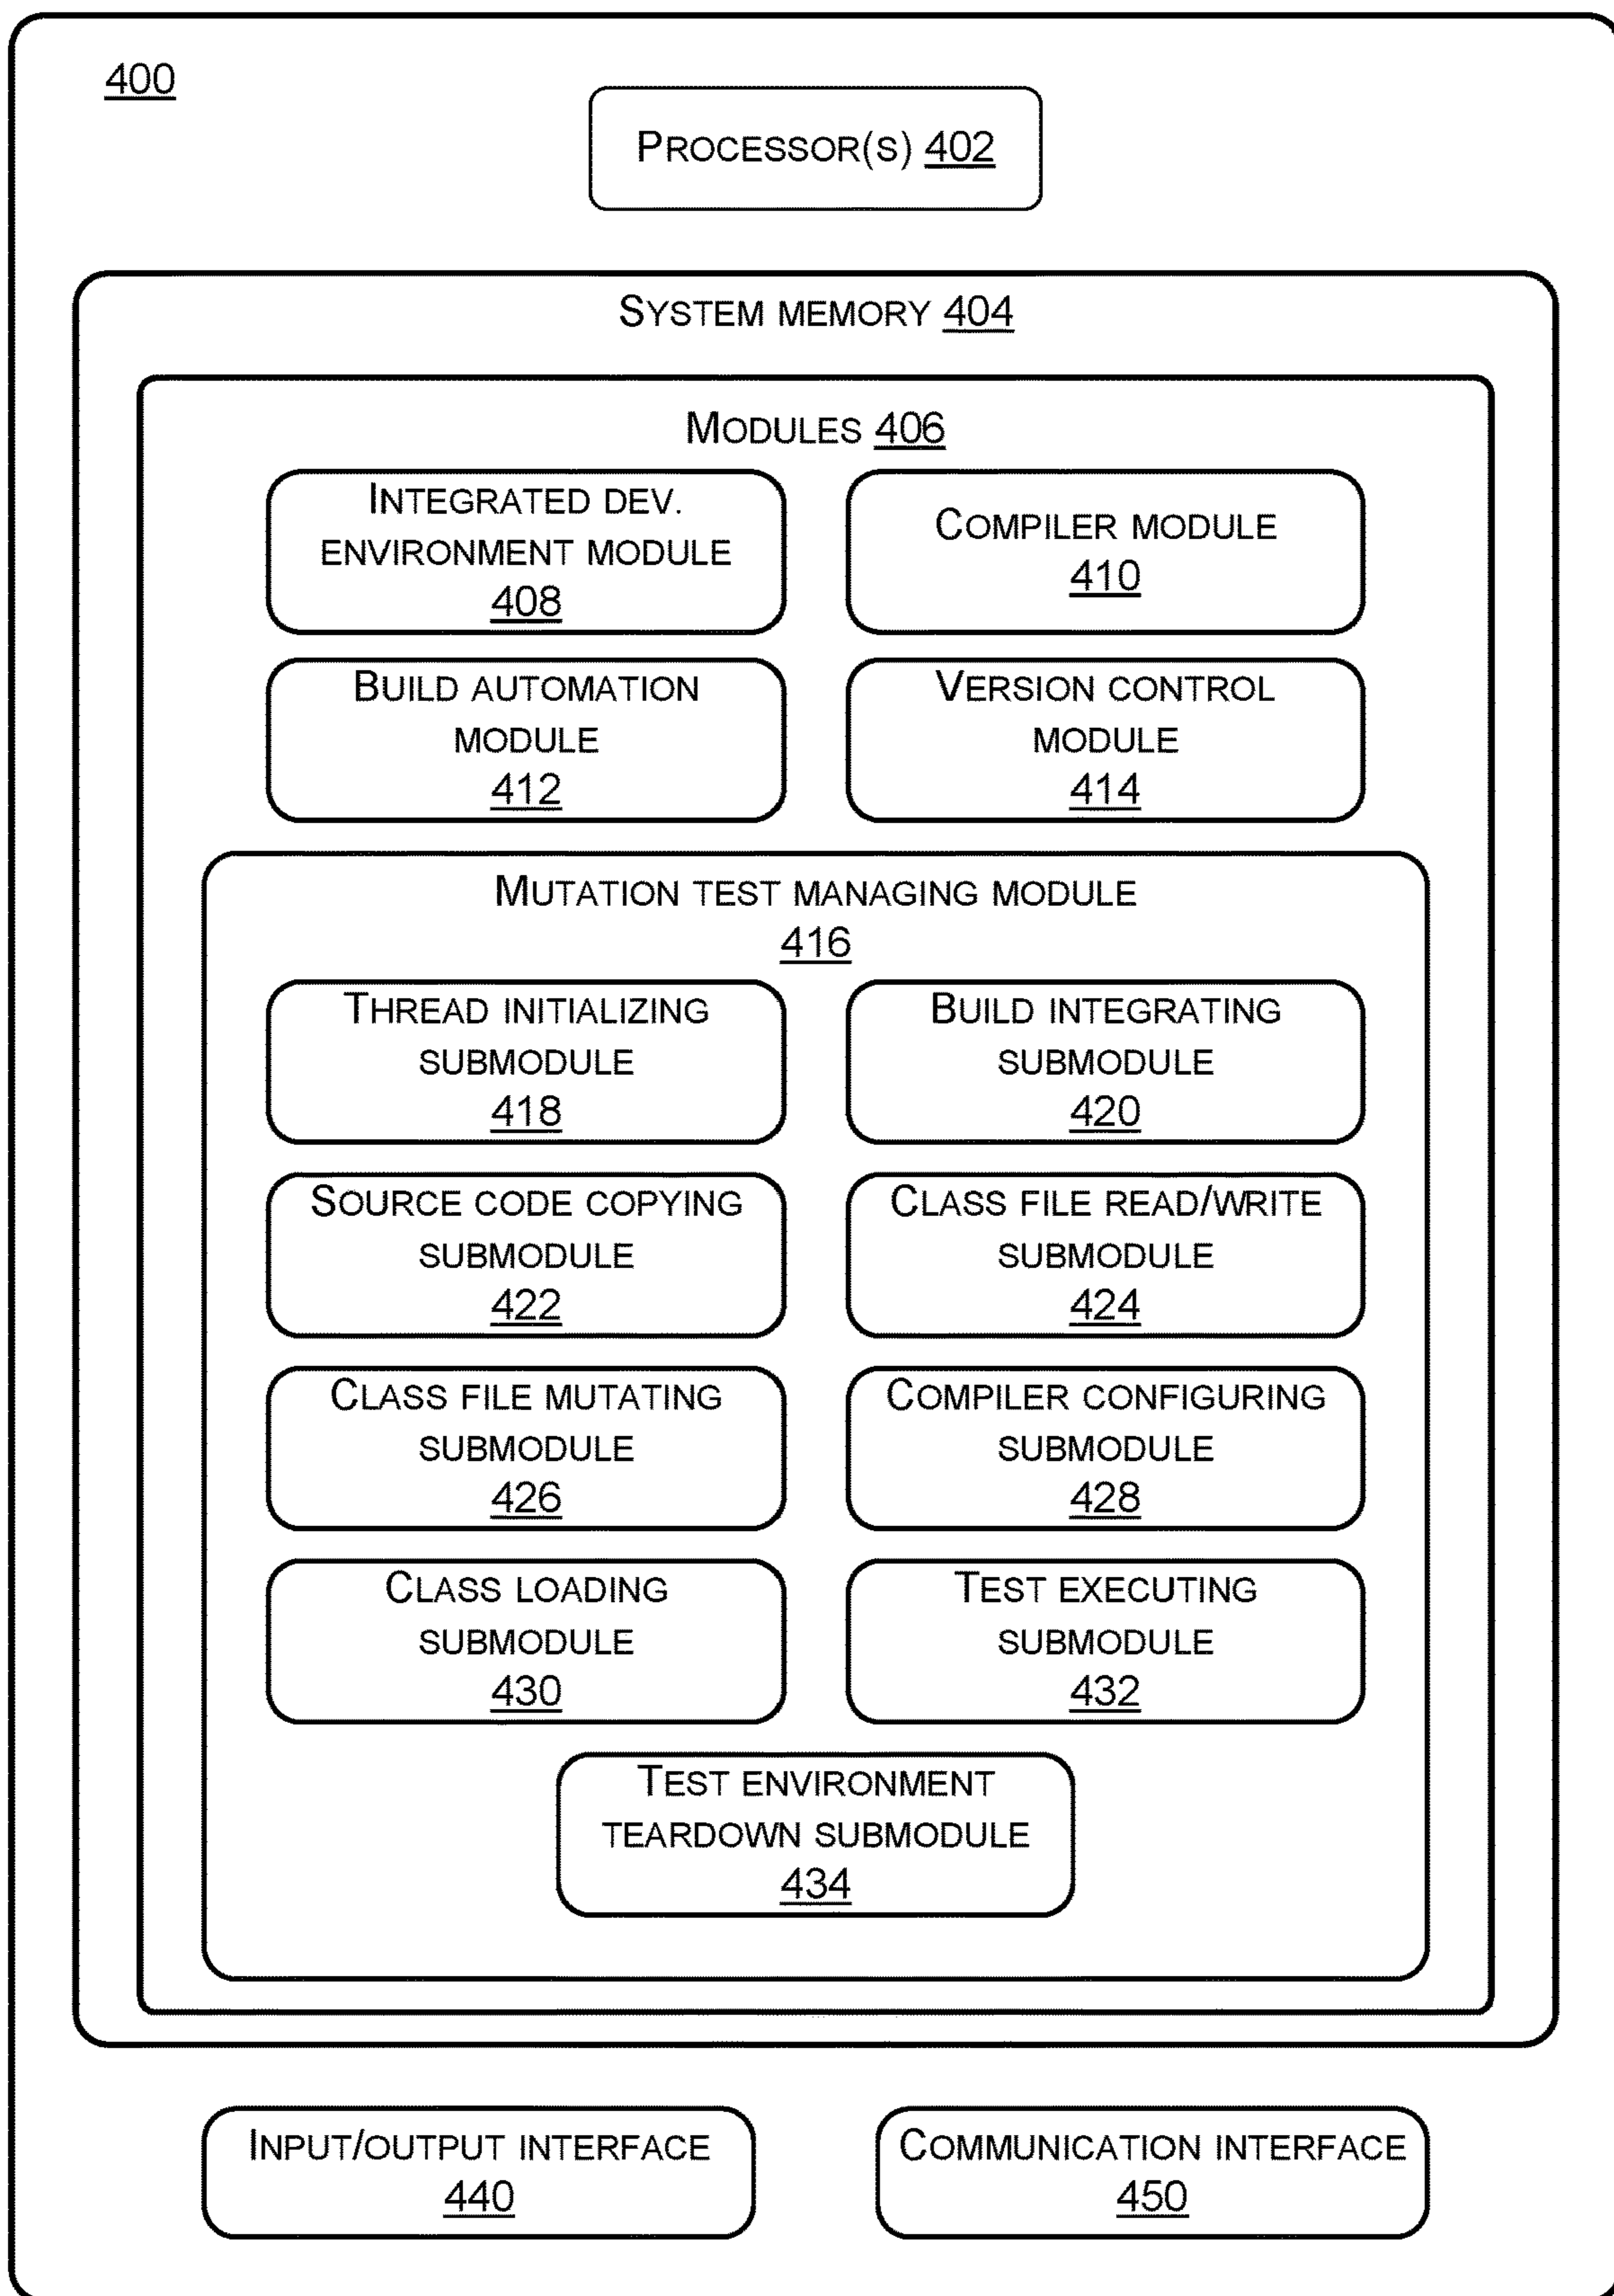 400
PROCESSOR(S) 402
SYSTEM MEMORY 404
MODULES 406
INTEGRATED DEV.
ENVIRONMENT MODULE
408
COMPILER MODULE
410
BUILD AUTOMATION
MODULE
412
VERSION CONTROL
MODULE
414
MUTATION TEST MANAGING MODULE
416
THREAD INITIALIZING
SUBMODULE
418
BUILD INTEGRATING
SUBMODULE
420
SOURCE CODE COPYING
SUBMODULE
422
CLASS FILE READ/WRITE
SUBMODULE
424
CLASS FILE MUTATING
SUBMODULE
426
COMPILER CONFIGURING
SUBMODULE
428
CLASS LOADING
SUBMODULE
430
TEST EXECUTING
SUBMODULE
432
TEST ENVIRONMENT
TEARDOWN SUBMODULE
434
INPUT/OUTPUT INTERFACE
440
COMMUNICATION INTERFACE
450